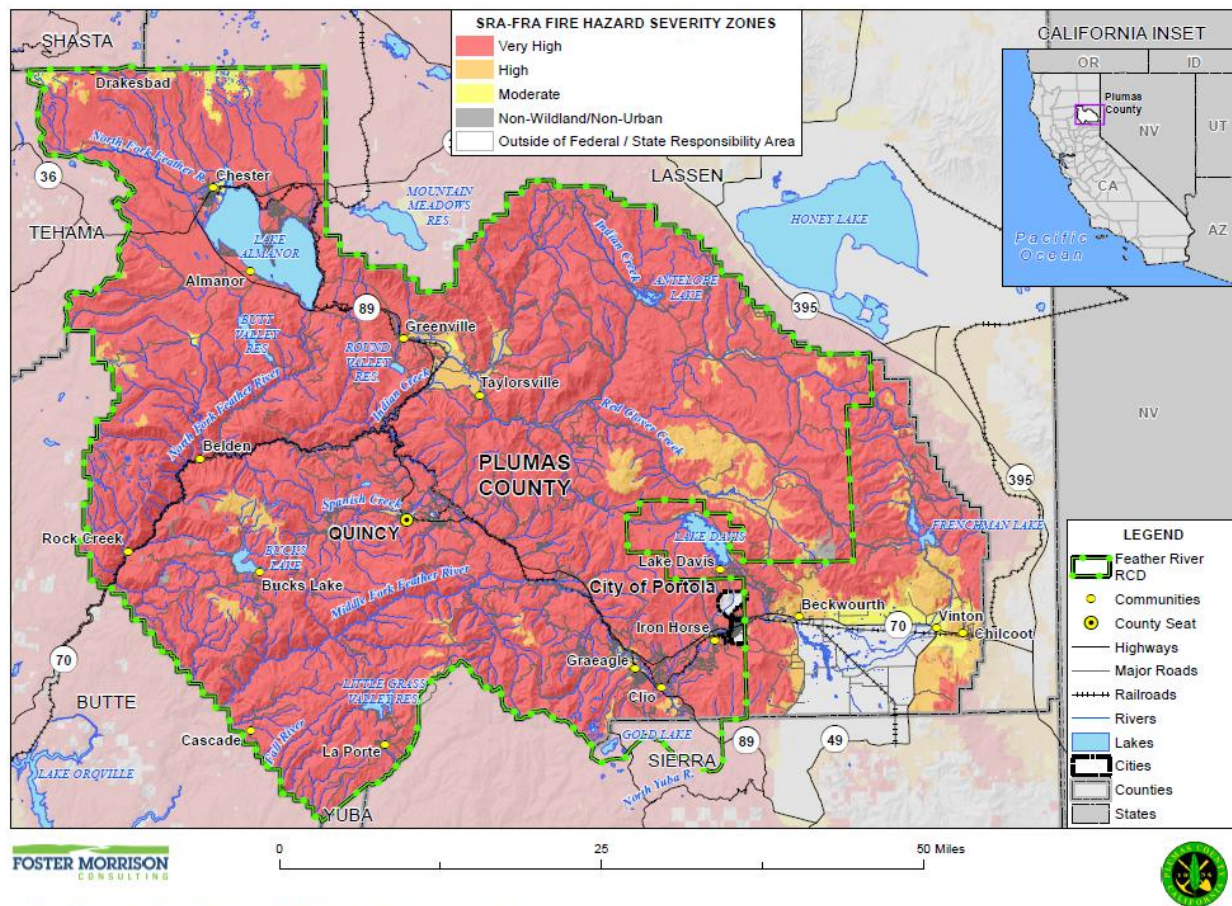 SRA-FRA FIRE HAZARD SEVERITY ZONES
Very High
High
Moderate
Non-Wildland/Non-Urban
Outside of Federal / State Responsibility Area
CALIFORNIA INSET
OR
ID
Plumas
County
NV
UT
CA
AZ
Pacific
Ocean
SHASTA
Drakesbad
North Fork Feather R.
36
Chester
TEHAMA
LAKE
ALMANOR
Almanor
MOUNTAIN
MEADOWS
RES.
LASSEN
HONEY LAKE
Indian Creek
ANTELOPE
LAKE
395
89
Greenville
BUTT
VALLEY
RES.
ROUND
VALLEY
RES.
Taylorsville
NV
North Fork Feather River
Indian Creek
Red Clover Creek
Belden
PLUMAS
COUNTY
395
Spanish Creek
QUINCY
FRENCHMAN LAKE
Rock Creek
BUCKS
LAKE
Bucks Lake
LAKE DAVIS
Lake Davis
City of Portola
Middle Fork Feather River
Beckwourth
Iron Horse
70
Vinton
Chilcoot
70
Graeagle
Clio
BUTTE
LITTLE GRASS
VALLEY RES.
Cascade
Fall River
La Porte
GOLD LAKE
89
49
SIERRA
LAKE OROVILLE
North Yuba R.
YUBA
LEGEND
Feather River
RCD
Communities
County Seat
Highways
Major Roads
Railroads
Rivers
Lakes
Cities
Counties
States
FOSTER MORRISON
CONSULTING
0
25
50 Miles
PLUMAS COUNTY
CALIFORNIA